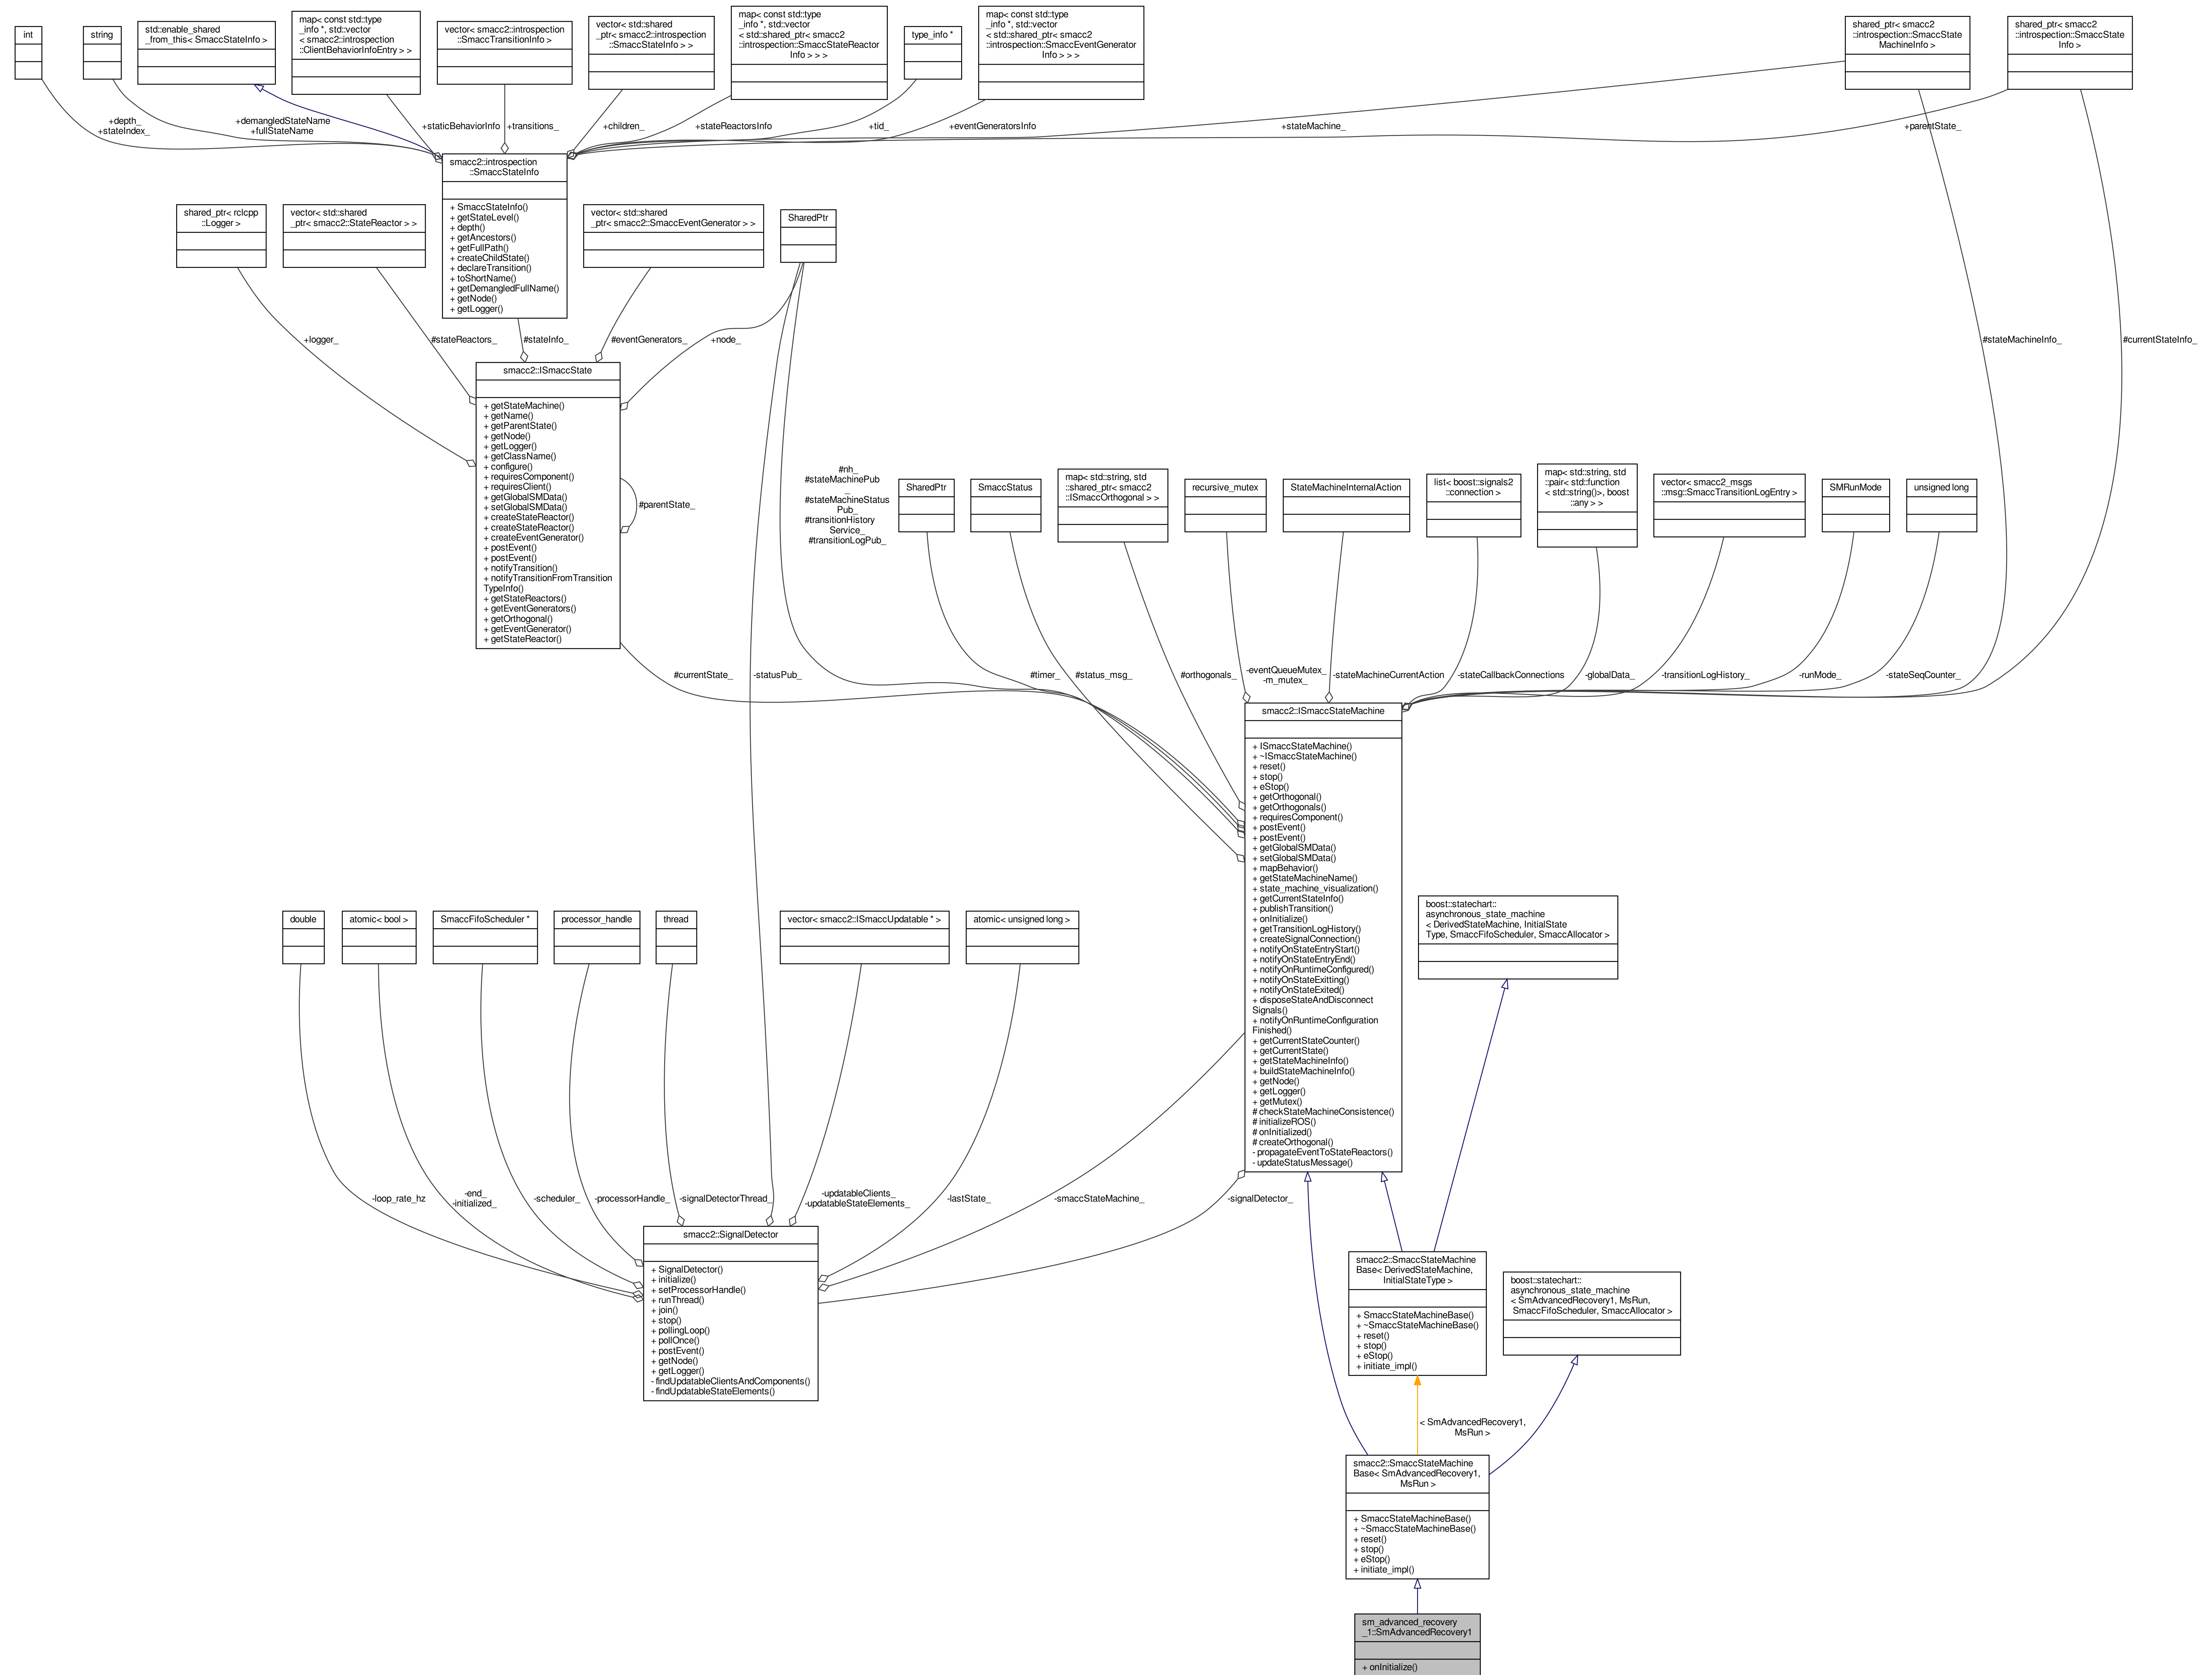 int
string
std::enable_shared
_from_this< SmaccStateInfo >
map< const std::type
_info *, std::vector
< smacc2::introspection
::ClientBehaviorInfoEntry > >
vector< smacc2::introspection
::SmaccTransitionInfo >
vector< std::shared
_ptr< smacc2::introspection
::SmaccStateInfo > >
map< const std::type
_info *, std::vector
< std::shared_ptr< smacc2
::introspection::SmaccStateReactor
Info > > >
type_info *
map< const std::type
_info *, std::vector
< std::shared_ptr< smacc2
::introspection::SmaccEventGenerator
Info > > >
shared_ptr< smacc2
::introspection::SmaccState
MachineInfo >
shared_ptr< smacc2
::introspection::SmaccState
Info >
+depth_
+stateIndex_
+demangledStateName
+fullStateName
+staticBehaviorInfo
+transitions_
+children_
+stateReactorsInfo
+tid_
+eventGeneratorsInfo
+stateMachine_
+parentState_
smacc2::introspection
::SmaccStateInfo
+ SmaccStateInfo()
+ getStateLevel()
+ depth()
+ getAncestors()
+ getFullPath()
+ createChildState()
+ declareTransition()
+ toShortName()
+ getDemangledFullName()
+ getNode()
+ getLogger()
shared_ptr< rclcpp
::Logger >
vector< std::shared
_ptr< smacc2::StateReactor > >
vector< std::shared
_ptr< smacc2::SmaccEventGenerator > >
SharedPtr
+logger_
#stateReactors_
#stateInfo_
#eventGenerators_
+node_
#stateMachineInfo_
#currentStateInfo_
smacc2::ISmaccState
+ getStateMachine()
+ getName()
+ getParentState()
+ getNode()
+ getLogger()
+ getClassName()
+ configure()
+ requiresComponent()
+ requiresClient()
+ getGlobalSMData()
+ setGlobalSMData()
+ createStateReactor()
+ createStateReactor()
+ createEventGenerator()
+ postEvent()
+ postEvent()
+ notifyTransition()
+ notifyTransitionFromTransition
TypeInfo()
+ getStateReactors()
+ getEventGenerators()
+ getOrthogonal()
+ getEventGenerator()
+ getStateReactor()
#parentState_
#nh_
#stateMachinePub
_
#stateMachineStatus
Pub_
#transitionHistory
Service_
#transitionLogPub_
SharedPtr
SmaccStatus
map< std::string, std
::shared_ptr< smacc2
::ISmaccOrthogonal > >
recursive_mutex
StateMachineInternalAction
list< boost::signals2
::connection >
map< std::string, std
::pair< std::function
< std::string()>, boost
::any > >
vector< smacc2_msgs
::msg::SmaccTransitionLogEntry >
SMRunMode
unsigned long
#currentState_
-statusPub_
#timer_
#status_msg_
#orthogonals_
-eventQueueMutex_
-m_mutex_
-stateMachineCurrentAction
-stateCallbackConnections
-globalData_
-transitionLogHistory_
-runMode_
-stateSeqCounter_
smacc2::ISmaccStateMachine
+ ISmaccStateMachine()
+ ~ISmaccStateMachine()
+ reset()
+ stop()
+ eStop()
+ getOrthogonal()
+ getOrthogonals()
+ requiresComponent()
+ postEvent()
+ postEvent()
+ getGlobalSMData()
+ setGlobalSMData()
+ mapBehavior()
+ getStateMachineName()
+ state_machine_visualization()
+ getCurrentStateInfo()
+ publishTransition()
+ onInitialize()
+ getTransitionLogHistory()
+ createSignalConnection()
+ notifyOnStateEntryStart()
+ notifyOnStateEntryEnd()
+ notifyOnRuntimeConfigured()
+ notifyOnStateExitting()
+ notifyOnStateExited()
+ disposeStateAndDisconnect
Signals()
+ notifyOnRuntimeConfiguration
Finished()
+ getCurrentStateCounter()
+ getCurrentState()
+ getStateMachineInfo()
+ buildStateMachineInfo()
+ getNode()
+ getLogger()
+ getMutex()
# checkStateMachineConsistence()
# initializeROS()
# onInitialized()
# createOrthogonal()
- propagateEventToStateReactors()
- updateStatusMessage()
boost::statechart::
asynchronous_state_machine
< DerivedStateMachine, InitialState
Type, SmaccFifoScheduler, SmaccAllocator >
double
atomic< bool >
SmaccFifoScheduler *
processor_handle
thread
vector< smacc2::ISmaccUpdatable * >
atomic< unsigned long >
-loop_rate_hz
-end_
-initialized_
-scheduler_
-processorHandle_
-signalDetectorThread_
-updatableClients_
-updatableStateElements_
-lastState_
-smaccStateMachine_
-signalDetector_
smacc2::SignalDetector
+ SignalDetector()
+ initialize()
+ setProcessorHandle()
+ runThread()
+ join()
+ stop()
+ pollingLoop()
+ pollOnce()
+ postEvent()
+ getNode()
+ getLogger()
- findUpdatableClientsAndComponents()
- findUpdatableStateElements()
smacc2::SmaccStateMachine
Base< DerivedStateMachine,
InitialStateType >
+ SmaccStateMachineBase()
+ ~SmaccStateMachineBase()
+ reset()
+ stop()
+ eStop()
+ initiate_impl()
boost::statechart::
asynchronous_state_machine
< SmAdvancedRecovery1, MsRun,
SmaccFifoScheduler, SmaccAllocator >
< SmAdvancedRecovery1,
MsRun >
smacc2::SmaccStateMachine
Base< SmAdvancedRecovery1,
MsRun >
+ SmaccStateMachineBase()
+ ~SmaccStateMachineBase()
+ reset()
+ stop()
+ eStop()
+ initiate_impl()
sm_advanced_recovery
_1::SmAdvancedRecovery1
+ onInitialize()